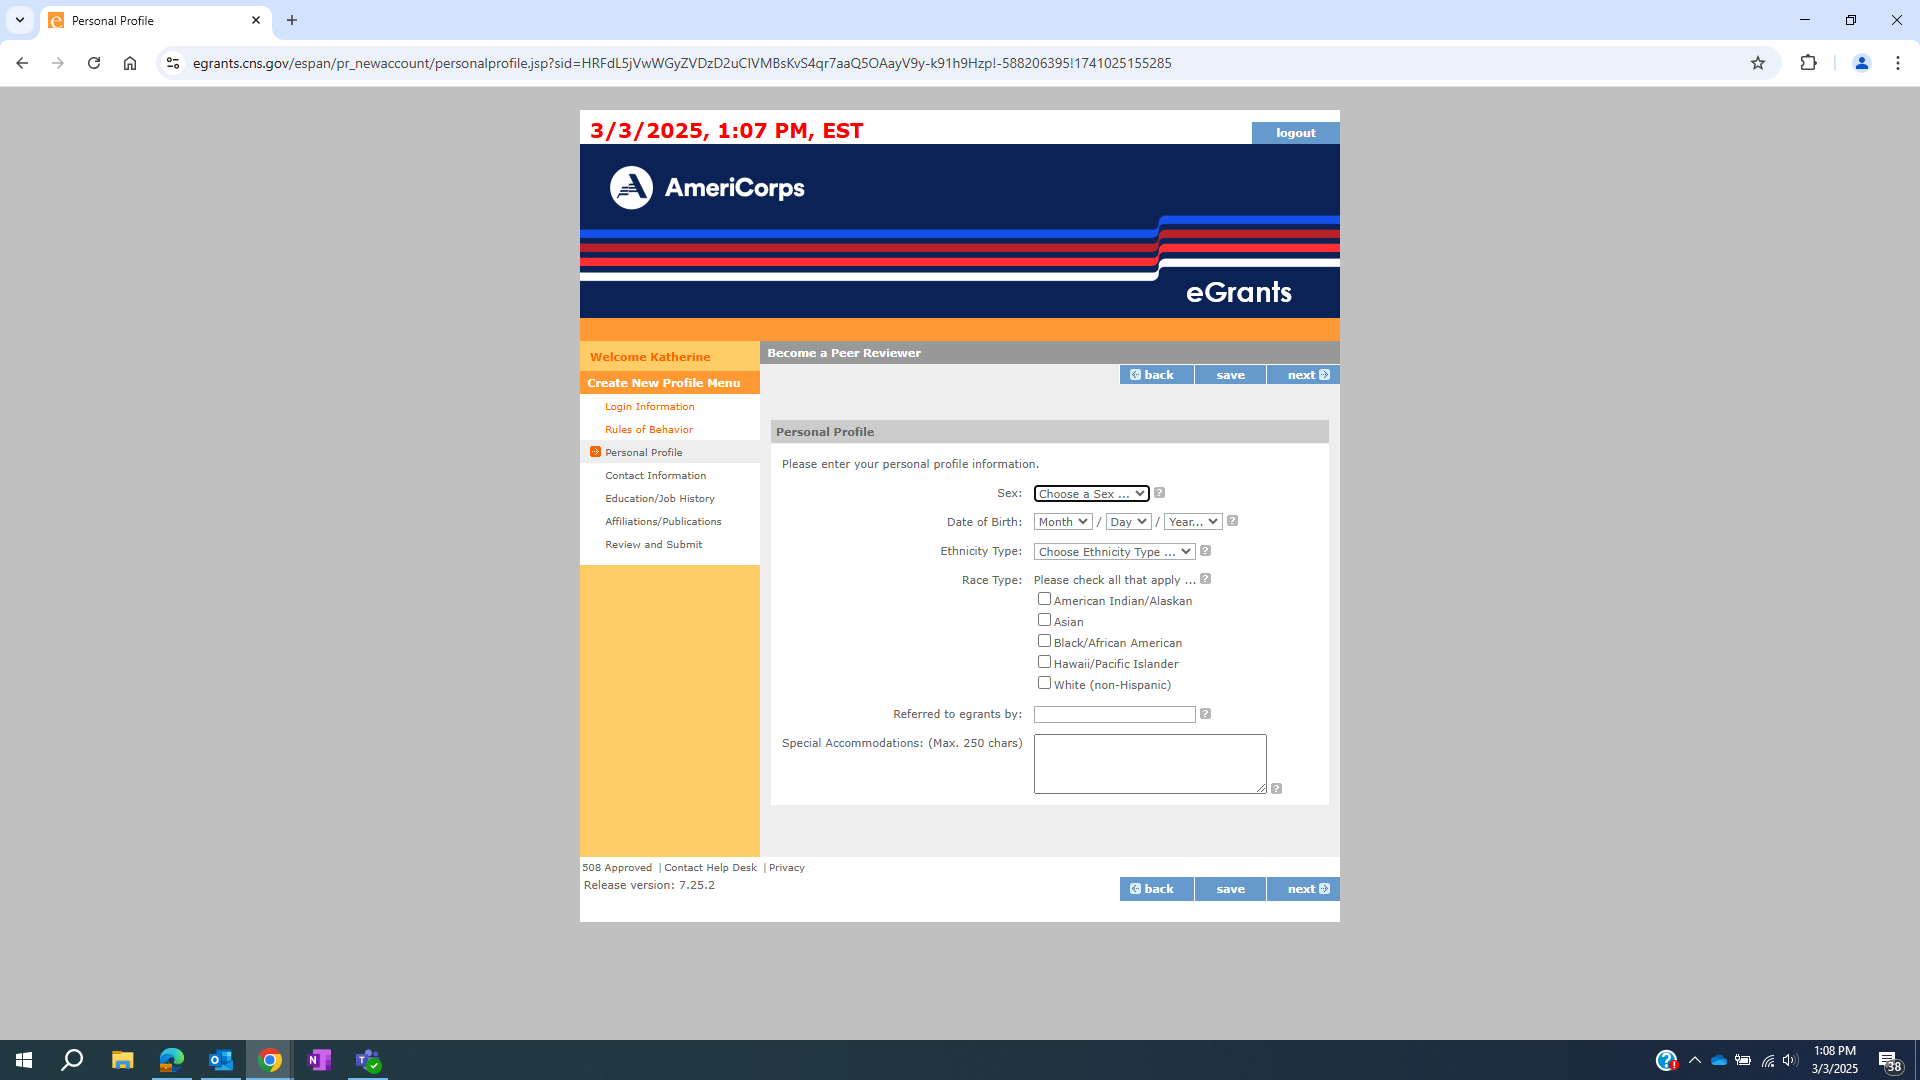 Personal Profile
egrants.cns.gov/espan/pr_newaccount/personalprofile.jsp?sid=HRFdL5jVwWGyZVDzD2uCIVMBsKvS4qr7aaQ5OAayV9y-k91h9Hzp!-588206395!1741025155285
3/3/2025, 1:07 PM, EST
logout
AmeriCorps
eGrants
Welcome Katherine
Become a Peer Reviewer
back save next
Create New Profile Menu
Login Information
Rules of Behavior
Personal Profile
Contact Information
Education/Job History
Affiliations/Publications
Review and Submit
Personal Profile
Please enter your personal profile information.
Sex: Choose a Sex ... ?
Date of Birth: Month / Day / Year... ?
Ethnicity Type: Choose Ethnicity Type ... ?
Race Type: Please check all that apply ... ?
American Indian/Alaskan
Asian
Black/African American
Hawaii/Pacific Islander
White (non-Hispanic)
Referred to egrants by: ?
Special Accommodations: (Max. 250 chars) ?
508 Approved | Contact Help Desk | Privacy
Release version: 7.25.2
back save next
1:08 PM
3/3/2025
38